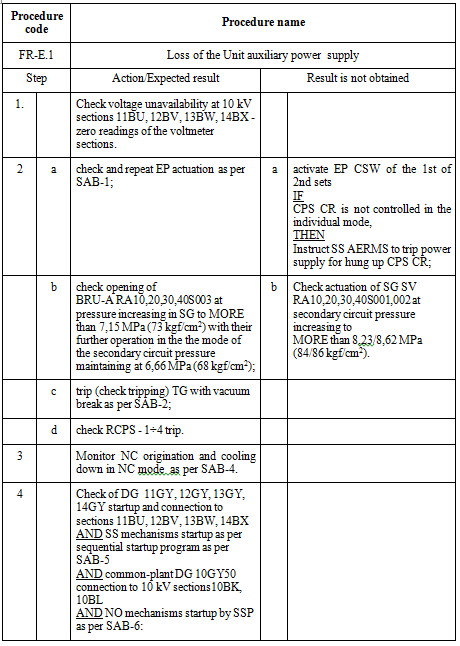 Procedure
code
Procedure name
FR-E.1
Loss of the Unit auxiliary power supply
Step
Action/Expected result
Result is not obtained
1.
Check voltage unavailability at 10 kV
sections 11BU, 12BV, 13BW, 14BX -
zero readings of the voltmeter
sections.
2
a
check and repeat EP actuation as per
SAB-1;
a
activate EP CSW of the 1st of
2nd sets
IF
CPS CR is not controlled in the
individual mode,
THEN
Instruct SS AERMS to trip power
supply for hung up CPS CR;
b
check opening of
BRU-A RA10,20,30,40S003 at
pressure increasing in SG to MORE
than 7,15 MPa (73 kgf/cm²) with their
further operation in the the mode of
the secondary circuit pressure
maintaining at 6,66 MPa (68 kgf/cm²);
b
Check actuation of SG SV
RA10,20,30,40S001,002 at
secondary circuit pressure
increasing to
MORE than 8,23/8,62 MPa
(84/86 kgf/cm²).
c
trip (check tripping) TG with vacuum
break as per SAB-2;
d
check RCPS - 1÷4 trip.
3
Monitor NC origination and cooling
down in NC mode as per SAB-4.
4
Check of DG 11GY, 12GY, 13GY,
14GY startup and connection to
sections 11BU, 12BV, 13BW, 14BX
AND SS mechanisms startup as per
sequential startup program as per
SAB-5
AND common-plant DG 10GY50
connection to 10 kV sections 10BK,
10BL
AND NO mechanisms startup by SSP
as per SAB-6: